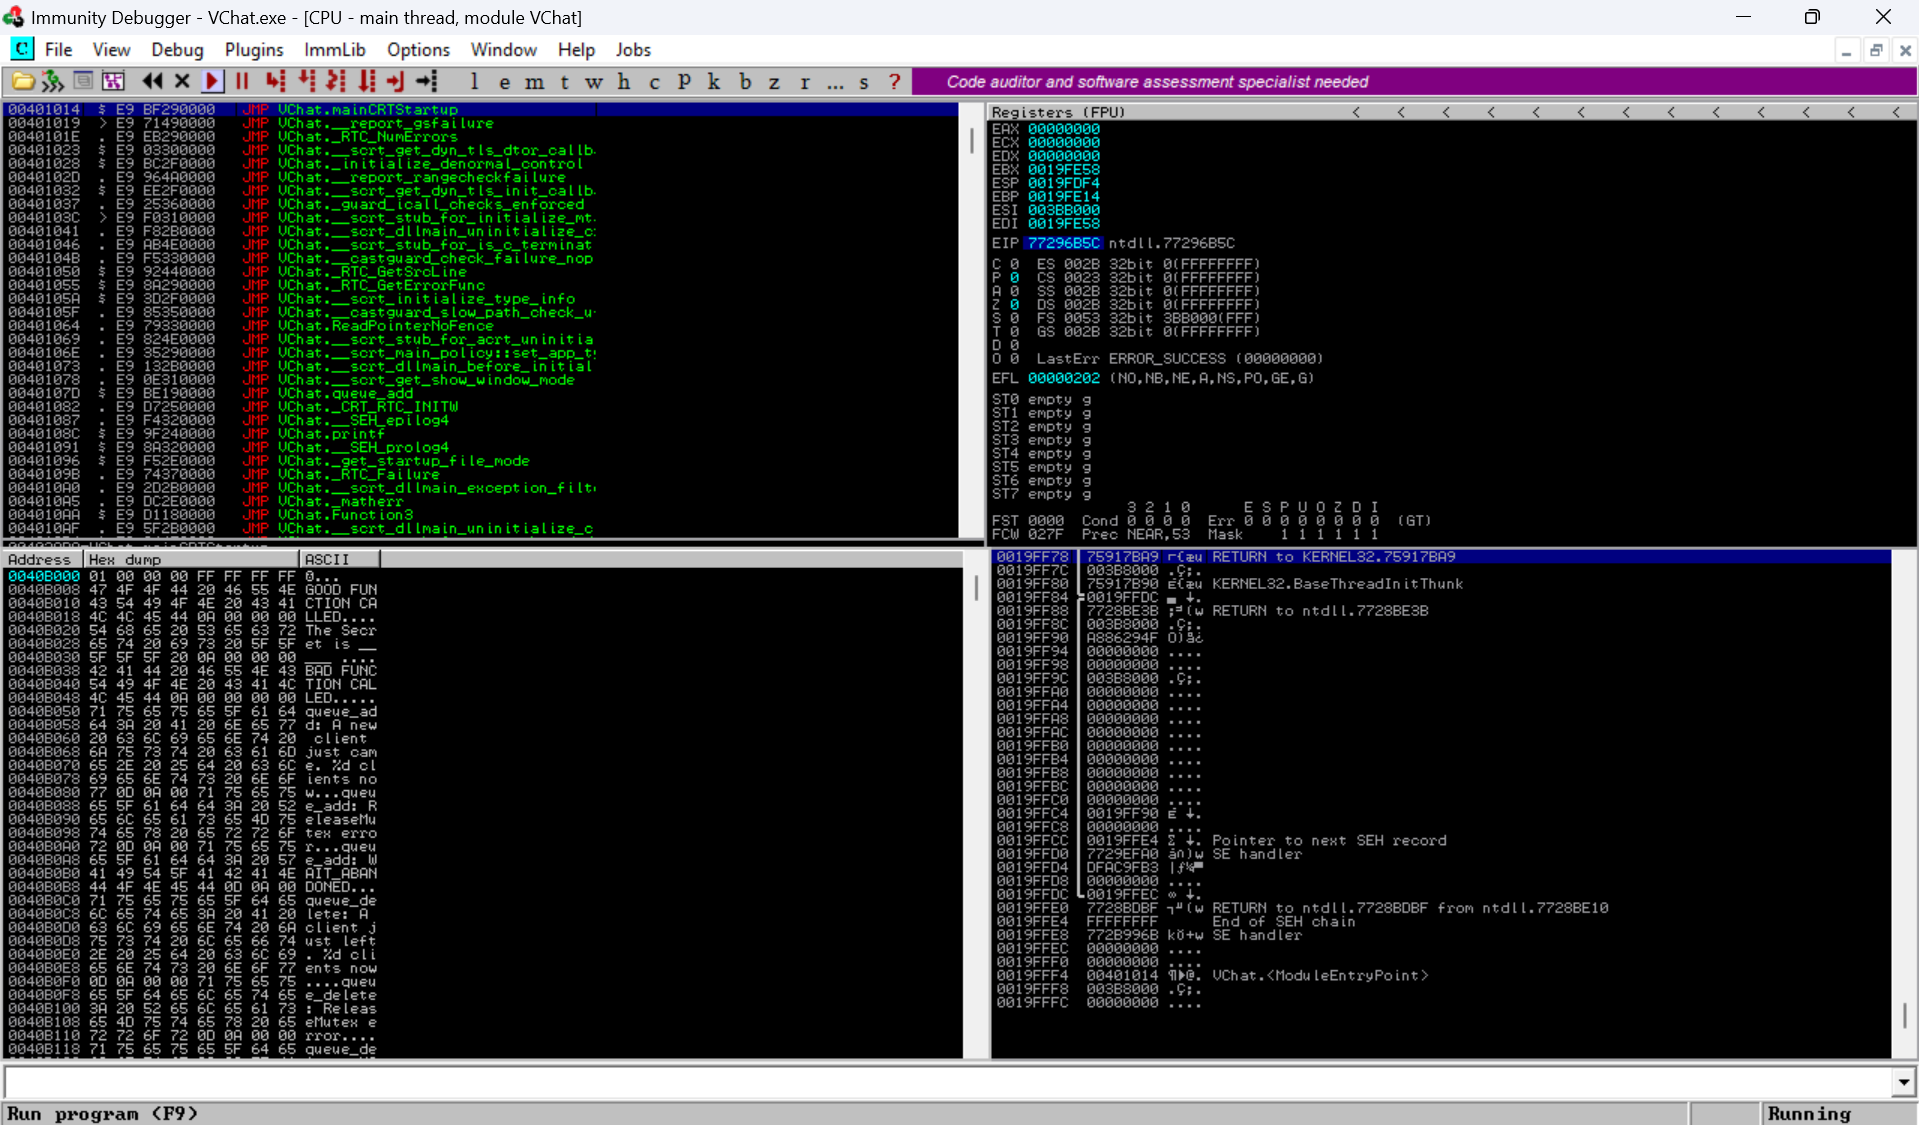 Immunity Debugger - VChat.exe - [CPU - main thread, module VChat]
C File View Debug Plugins ImmLib Options Window Help Jobs
l e m t w h c P k b z r ... s ? Code auditor and software assessment specialist needed
00401014 $ E9 BF290000 JMP VChat.mainCRTStartup
00401019 > E9 71490000 JMP VChat.__report_gsfailure
0040101E . E9 EB290000 JMP VChat._RTC_NumErrors
00401023 $ E9 03300000 JMP VChat.__scrt_get_dyn_tls_dtor_callb
00401028 $ E9 BC2F0000 JMP VChat._initialize_denormal_control
0040102D . E9 964A0000 JMP VChat.__report_rangecheckfailure
00401032 $ E9 EE2F0000 JMP VChat.__scrt_get_dyn_tls_init_callb
00401037 . E9 25360000 JMP VChat._guard_icall_checks_enforced
0040103C > E9 F0310000 JMP VChat.__scrt_stub_for_initialize_mt
00401041 . E9 F82B0000 JMP VChat.__scrt_dllmain_uninitialize_c
00401046 . E9 AB4E0000 JMP VChat.__scrt_stub_for_is_c_terminat
0040104B . E9 F5330000 JMP VChat.__castguard_check_failure_nop
00401050 $ E9 92440000 JMP VChat._RTC_GetSrcLine
00401055 $ E9 8A290000 JMP VChat._RTC_GetErrorFunc
0040105A $ E9 3D2F0000 JMP VChat.__scrt_initialize_type_info
0040105F . E9 85350000 JMP VChat.__castguard_slow_path_check_u
00401064 . E9 79330000 JMP VChat.ReadPointerNoFence
00401069 . E9 824E0000 JMP VChat.__scrt_stub_for_acrt_uninitia
0040106E . E9 35290000 JMP VChat.__scrt_main_policy::set_app_t
00401073 . E9 132B0000 JMP VChat.__scrt_dllmain_before_initial
00401078 . E9 0E310000 JMP VChat.__scrt_get_show_window_mode
0040107D $ E9 BE190000 JMP VChat.queue_add
00401082 . E9 D7250000 JMP VChat._CRT_RTC_INITW
00401087 . E9 F4320000 JMP VChat.__SEH_epilog4
0040108C $ E9 9F240000 JMP VChat.printf
00401091 $ E9 8A320000 JMP VChat.__SEH_prolog4
00401096 $ E9 F52E0000 JMP VChat._get_startup_file_mode
0040109B . E9 74370000 JMP VChat._RTC_Failure
004010A0 $ E9 2D2B0000 JMP VChat.__scrt_dllmain_exception_filt
004010A5 . E9 DC2E0000 JMP VChat._matherr
004010AA $ E9 D1180000 JMP VChat.Function3
004010AF . E9 5F2B0000 JMP VChat.__scrt_dllmain_uninitialize_c
Registers (FPU) < < < < < < < < < < < < <
EAX 00000000
ECX 00000000
EDX 00000000
EBX 0019FE58
ESP 0019FDF4
EBP 0019FE14
ESI 003BB000
EDI 0019FE58
EIP 77296B5C ntdll.77296B5C
C 0 ES 002B 32bit 0(FFFFFFFF)
P 0 CS 0023 32bit 0(FFFFFFFF)
A 0 SS 002B 32bit 0(FFFFFFFF)
Z 0 DS 002B 32bit 0(FFFFFFFF)
S 0 FS 0053 32bit 3BB000(FFF)
T 0 GS 002B 32bit 0(FFFFFFFF)
D 0
O 0 LastErr ERROR_SUCCESS (00000000)
EFL 00000202 (NO,NB,NE,A,NS,PO,GE,G)
ST0 empty g
ST1 empty g
ST2 empty g
ST3 empty g
ST4 empty g
ST5 empty g
ST6 empty g
ST7 empty g
3 2 1 0 E S P U O Z D I
FST 0000 Cond 0 0 0 0 Err 0 0 0 0 0 0 0 0 (GT)
FCW 027F Prec NEAR,53 Mask 1 1 1 1 1 1
Address Hex dump ASCII
0040B000 01 00 00 00 FF FF FF FF ☺...
0040B008 47 4F 4F 44 20 46 55 4E GOOD FUN
0040B010 43 54 49 4F 4E 20 43 41 CTION CA
0040B018 4C 4C 45 44 0A 00 00 00 LLED....
0040B020 54 68 65 20 53 65 63 72 The Secr
0040B028 65 74 20 69 73 20 5F 5F et is __
0040B030 5F 5F 5F 20 0A 00 00 00 ___ ....
0040B038 42 41 44 20 46 55 4E 43 BAD FUNC
0040B040 54 49 4F 4E 20 43 41 4C TION CAL
0040B048 4C 45 44 0A 00 00 00 00 LED.....
0040B050 71 75 65 75 65 5F 61 64 queue_ad
0040B058 64 3A 20 41 20 6E 65 77 d: A new
0040B060 20 63 6C 69 65 6E 74 20 client
0040B068 6A 75 73 74 20 63 61 6D just cam
0040B070 65 2E 20 25 64 20 63 6C e. %d cl
0040B078 69 65 6E 74 73 20 6E 6F ients no
0040B080 77 0D 0A 00 71 75 65 75 w...queu
0040B088 65 5F 61 64 64 3A 20 52 e_add: R
0040B090 65 6C 65 61 73 65 4D 75 eleaseMu
0040B098 74 65 78 20 65 72 72 6F tex erro
0040B0A0 72 0D 0A 00 71 75 65 75 r...queu
0040B0A8 65 5F 61 64 64 3A 20 57 e_add: W
0040B0B0 41 49 54 5F 41 42 41 4E AIT_ABAN
0040B0B8 44 4F 4E 45 44 0D 0A 00 DONED...
0040B0C0 71 75 65 75 65 5F 64 65 queue_de
0040B0C8 6C 65 74 65 3A 20 41 20 lete: A
0040B0D0 63 6C 69 65 6E 74 20 6A client j
0040B0D8 75 73 74 20 6C 65 66 74 ust left
0040B0E0 2E 20 25 64 20 63 6C 69 . %d cli
0040B0E8 65 6E 74 73 20 6E 6F 77 ents now
0040B0F0 0D 0A 00 00 71 75 65 75 ....queu
0040B0F8 65 5F 64 65 6C 65 74 65 e_delete
0040B100 3A 20 52 65 6C 65 61 73 : Releas
0040B108 65 4D 75 74 65 78 20 65 eMutex e
0040B110 72 72 6F 72 0D 0A 00 00 rror....
0040B118 71 75 65 75 65 5F 64 65 queue_de
0019FF78 75917BA9 ⌐{æu RETURN to KERNEL32.75917BA9
0019FF7C 003B8000 .Ç;.
0019FF80 75917B90 É{æu KERNEL32.BaseThreadInitThunk
0019FF84 0019FFDC ▄ ↓.
0019FF88 7728BE3B ;╛(w RETURN to ntdll.7728BE3B
0019FF8C 003B8000 .Ç;.
0019FF90 A886294F O)å¿
0019FF94 00000000 ....
0019FF98 00000000 ....
0019FF9C 003B8000 .Ç;.
0019FFA0 00000000 ....
0019FFA4 00000000 ....
0019FFA8 00000000 ....
0019FFAC 00000000 ....
0019FFB0 00000000 ....
0019FFB4 00000000 ....
0019FFB8 00000000 ....
0019FFBC 00000000 ....
0019FFC0 00000000 ....
0019FFC4 0019FF90 É ↓.
0019FFC8 00000000 ....
0019FFCC 0019FFE4 Σ ↓. Pointer to next SEH record
0019FFD0 7729EFA0 á∩)w SE handler
0019FFD4 DFAC9FB3 │ƒ¼▀
0019FFD8 00000000 ....
0019FFDC 0019FFEC ∞ ↓.
0019FFE0 7728BDBF ┐╜(w RETURN to ntdll.7728BDBF from ntdll.7728BE10
0019FFE4 FFFFFFFF End of SEH chain
0019FFE8 772B996B kÖ+w SE handler
0019FFEC 00000000 ....
0019FFF0 00000000 ....
0019FFF4 00401014 ¶►@. VChat.<ModuleEntryPoint>
0019FFF8 003B8000 .Ç;.
0019FFFC 00000000 ....
Run program (F9) Running